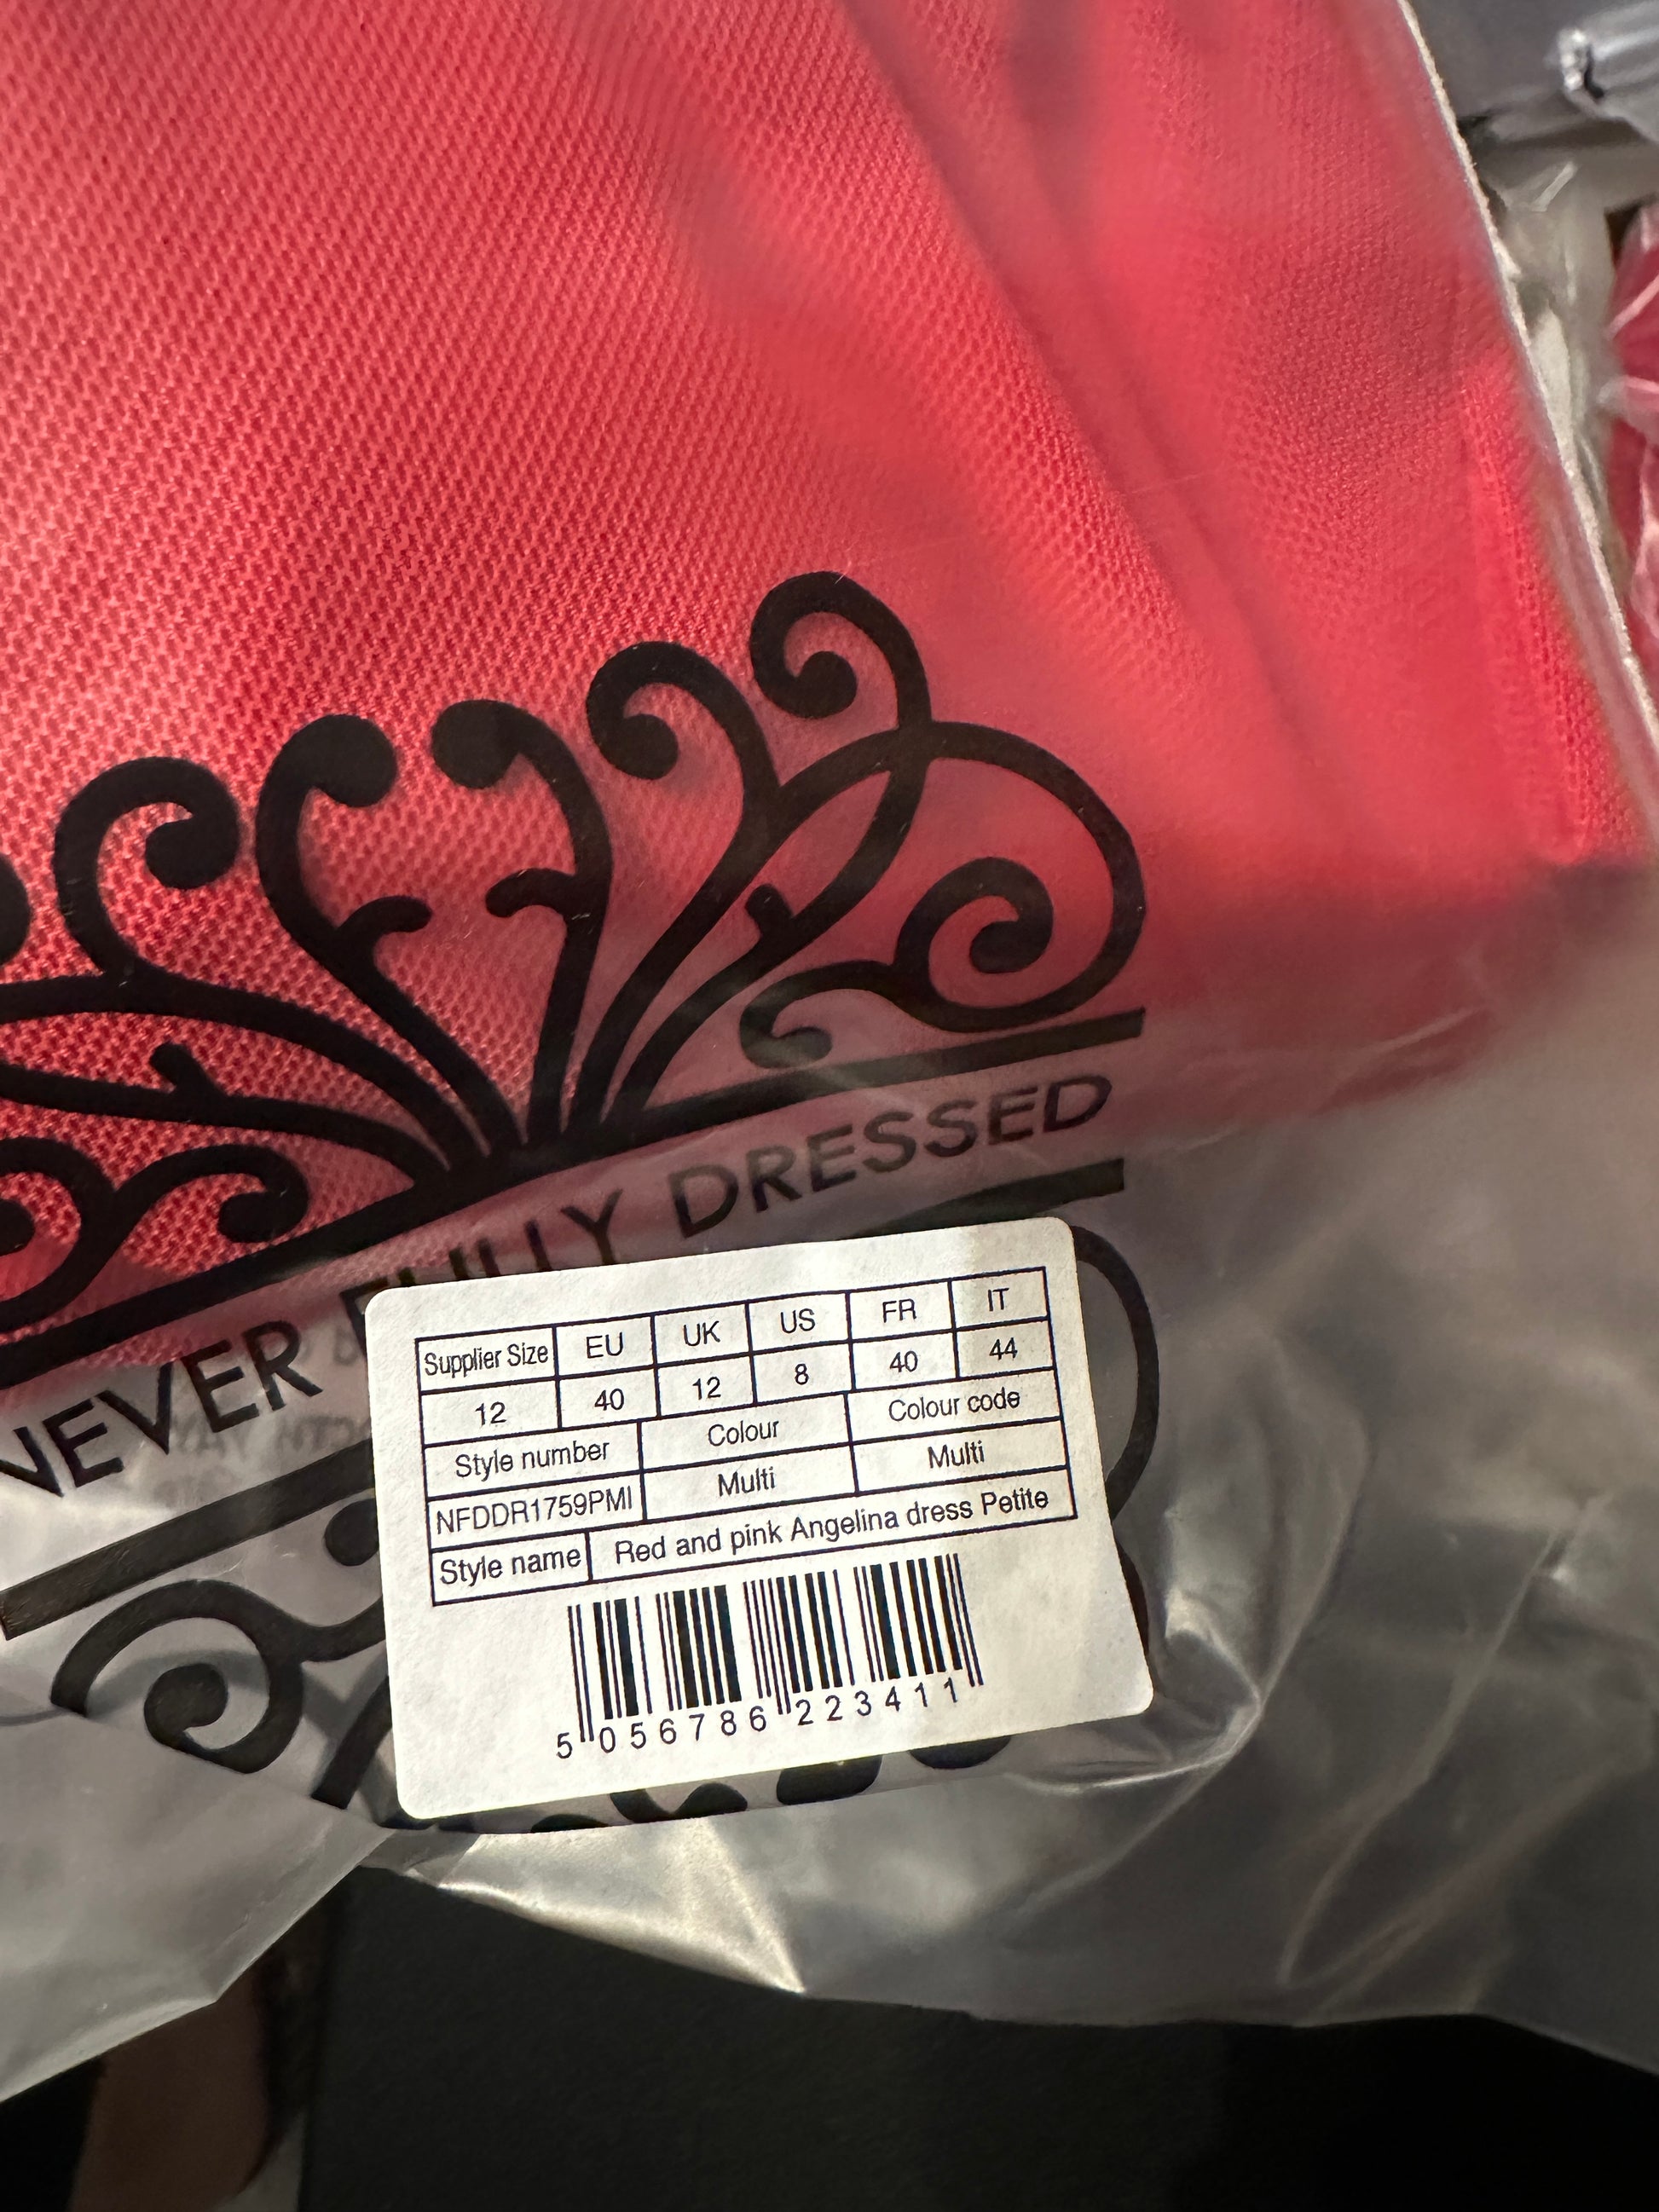 NEVER FULLY DRESSED
Supplier Size EU UK US FR IT
12 40 12 8 40 44
Style number Colour Colour code
NFDDR1759PMI Multi Multi
Style name Red and pink Angelina dress Petite
5 056786 223411